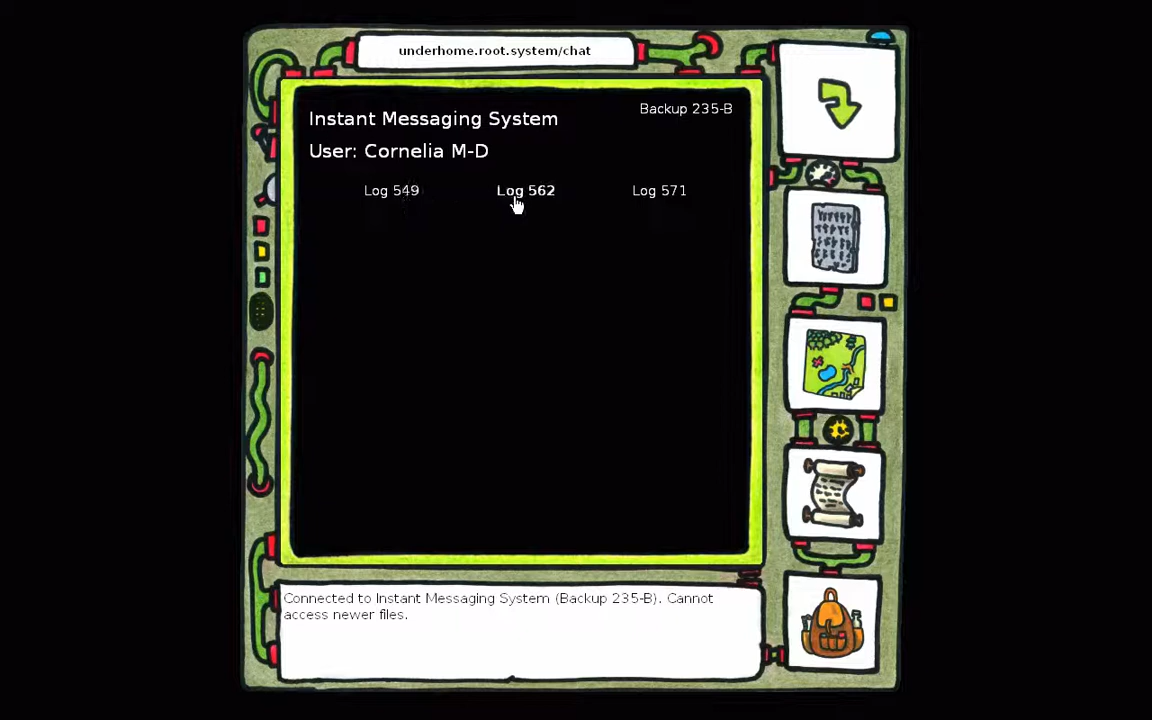 underhome.root.system/chat
Backup 235-B
Instant Messaging System
User: Cornelia M-D
Log 549 Log 562 Log 571
Connected to Instant Messaging System (Backup 235-B). Cannot
access newer files.